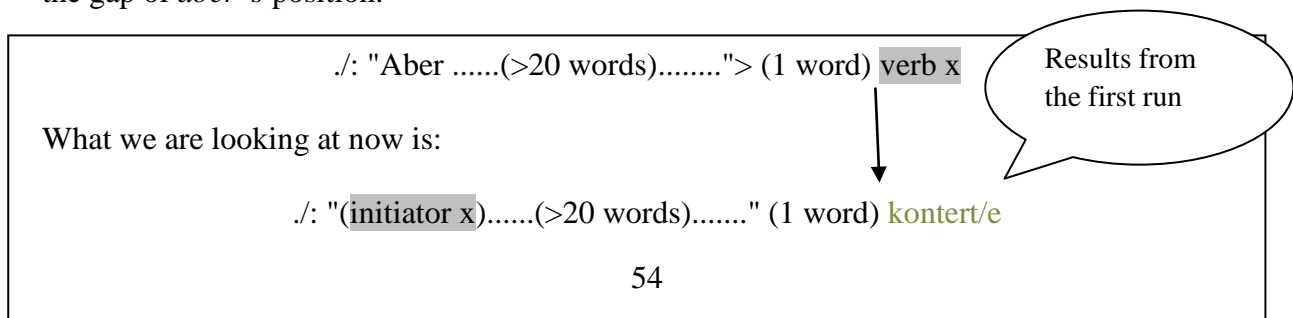 the gap of aber's position.
./: "Aber ......(>20 words)........"> (1 word) verb x
Results from
the first run
What we are looking at now is:
./: "(initiator x)......(>20 words)......." (1 word) kontert/e
54